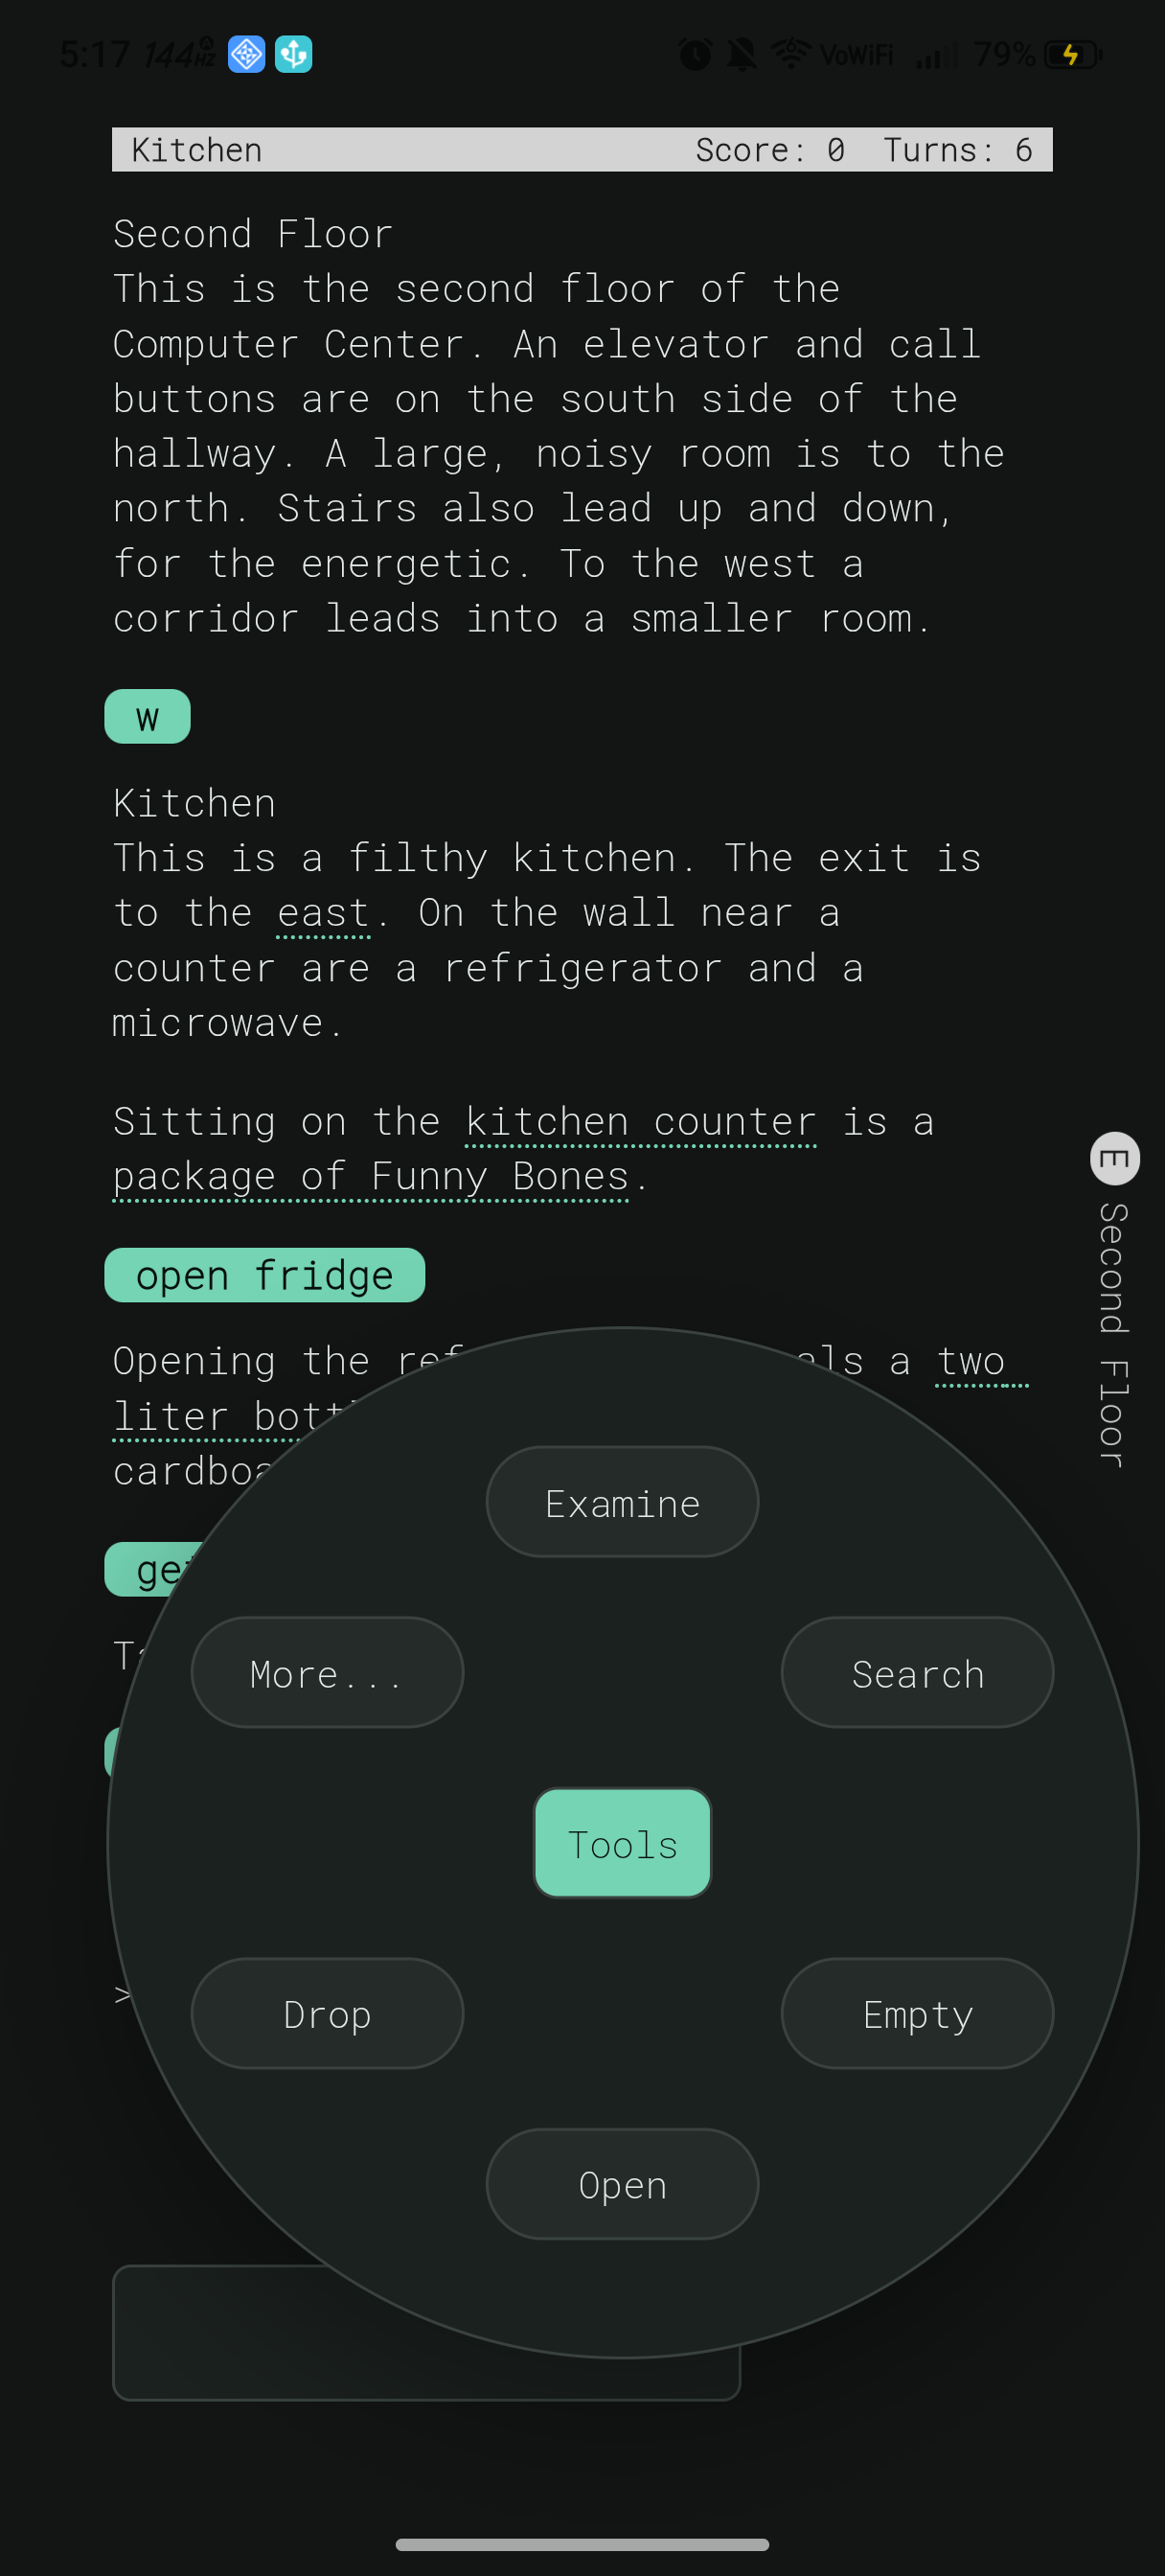 5:17 144Hz VoWiFi 79%
Kitchen Score: 0 Turns: 6
Second Floor
This is the second floor of the
Computer Center. An elevator and call
buttons are on the south side of the
hallway. A large, noisy room is to the
north. Stairs also lead up and down,
for the energetic. To the west a
corridor leads into a smaller room.
w
Kitchen
This is a filthy kitchen. The exit is
to the east. On the wall near a
counter are a refrigerator and a
microwave.
Sitting on the kitchen counter is a
package of Funny Bones.
E Second Floor
open fridge
Opening the als a two
liter
Examine
More...
Search
Tools
Drop
Empty
>
Open